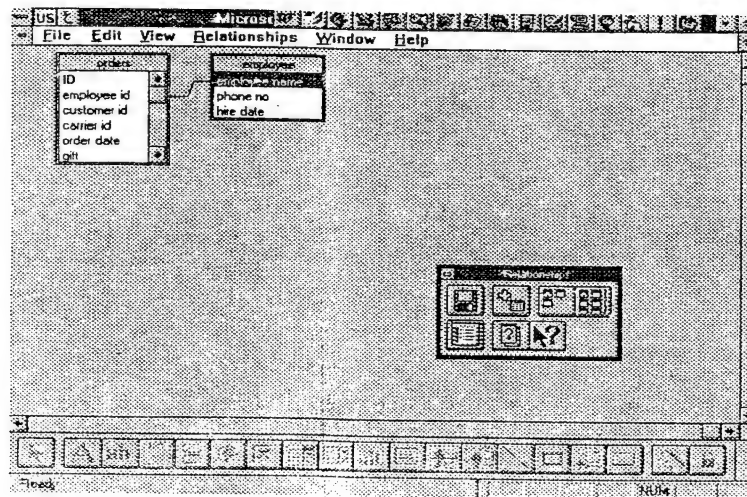 US Microsoft
File Edit View Relationships Window Help
orders
ID
employee id
customer id
carrier id
order date
gift
employee
employee name
phone no
hire date
Relationships
Ready NUM